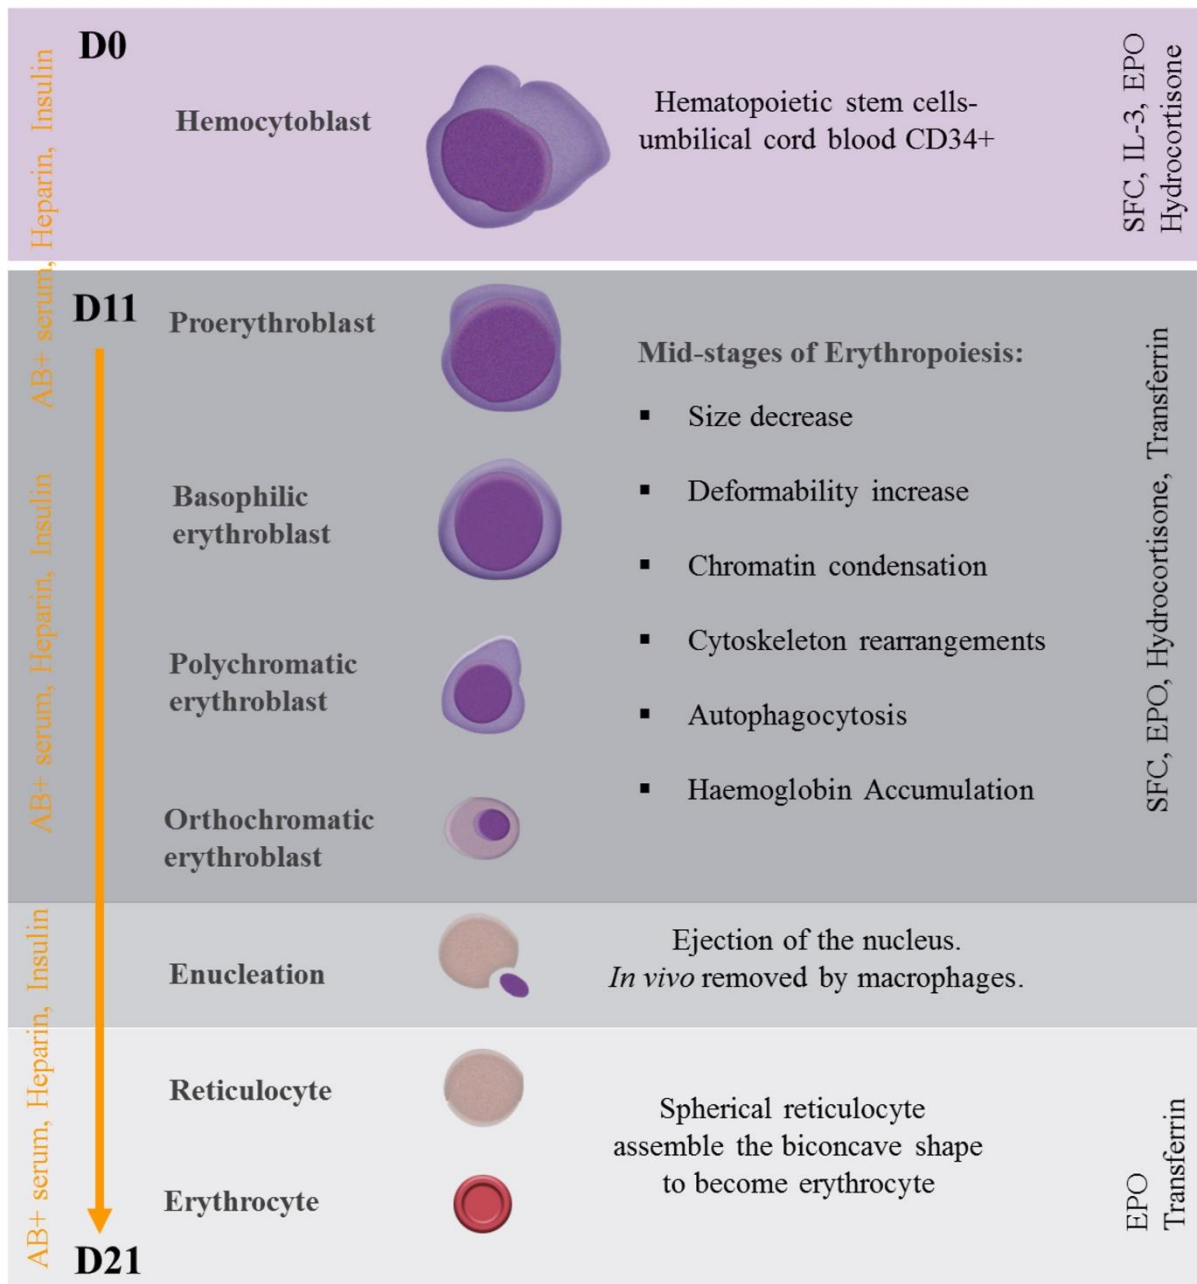 D0
Hemocytoblast
Hematopoietic stem cells-
umbilical cord blood CD34+
SFC, IL-3, EPO
Hydrocortisone
AB+ serum, Heparin, Insulin
D11
Proerythroblast
Mid-stages of Erythropoiesis:
▪ Size decrease
▪ Deformability increase
▪ Chromatin condensation
▪ Cytoskeleton rearrangements
▪ Autophagocytosis
▪ Haemoglobin Accumulation
Basophilic
erythroblast
Polychromatic
erythroblast
Orthochromatic
erythroblast
SFC, EPO, Hydrocortisone, Transferrin
AB+ serum, Heparin, Insulin
Enucleation
Ejection of the nucleus.
In vivo removed by macrophages.
Reticulocyte
Spherical reticulocyte
assemble the biconcave shape
to become erythrocyte
Erythrocyte
EPO
Transferrin
AB+ serum, Heparin, Insulin
D21